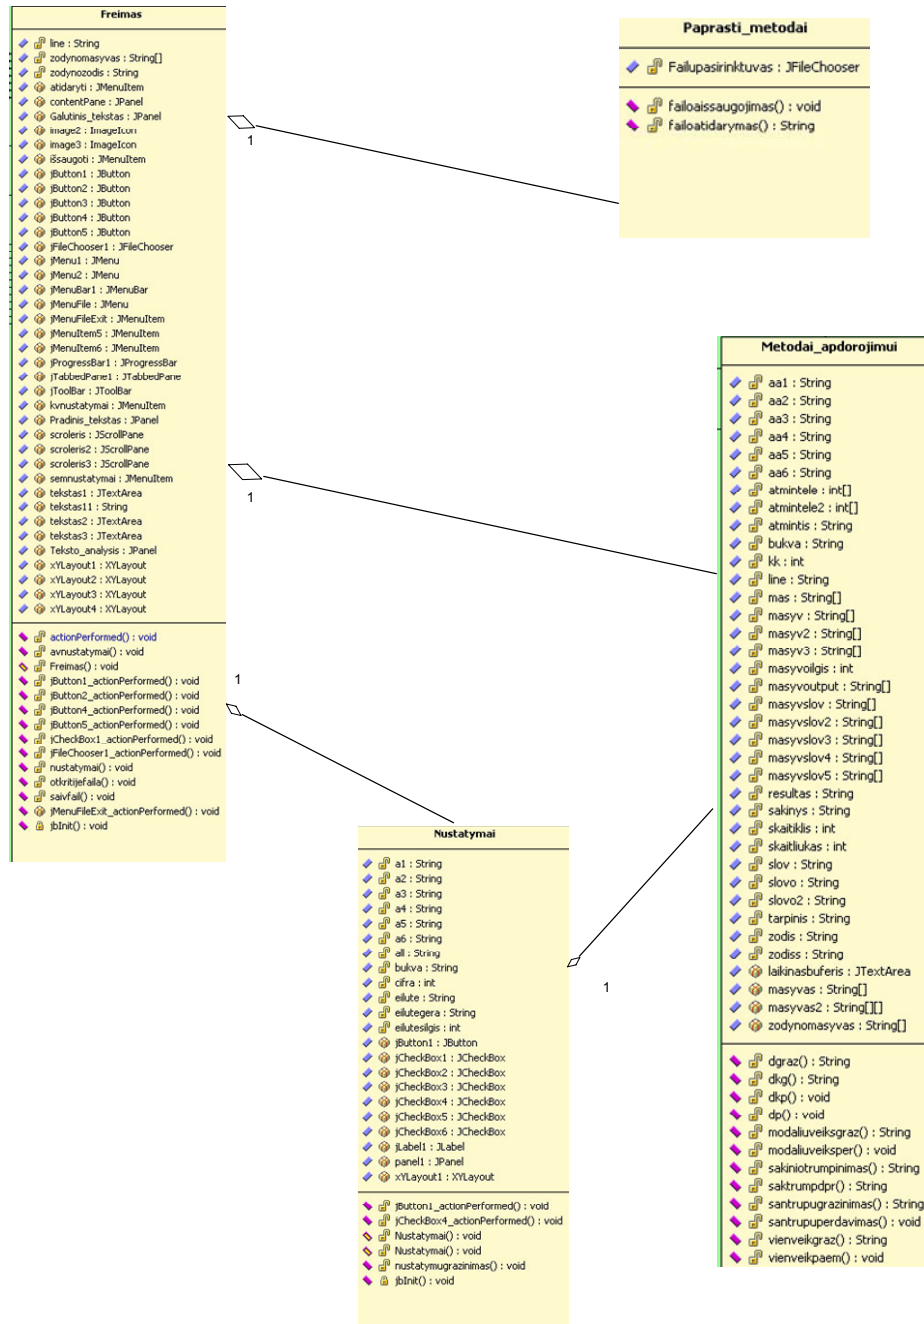 Freimas
line : String
zodynomasyvas : String[]
zodynozodis : String
atidaryti : JMenuItem
contentPane : JPanel
Galutinis_tekstas : JPanel
image2 : ImageIcon
image3 : ImageIcon
išsaugoti : JMenuItem
jButton1 : JButton
jButton2 : JButton
jButton3 : JButton
jButton4 : JButton
jButton5 : JButton
jFileChooser1 : JFileChooser
jMenu1 : JMenu
jMenu2 : JMenu
jMenuBar1 : JMenuBar
jMenuFile : JMenu
jMenuFileExit : JMenuItem
jMenuItem5 : JMenuItem
jMenuItem6 : JMenuItem
jProgressBar1 : JProgressBar
jTabbedPane1 : JTabbedPane
jToolBar : JToolBar
kvnustatymai : JMenuItem
Pradinis_tekstas : JPanel
scroleris : JScrollPane
scroleris2 : JScrollPane
scroleris3 : JScrollPane
semnustatymai : JMenuItem
tekstas1 : JTextArea
tekstas11 : String
tekstas2 : JTextArea
tekstas3 : JTextArea
Teksto_analysis : JPanel
xYLayout1 : XYLayout
xYLayout2 : XYLayout
xYLayout3 : XYLayout
xYLayout4 : XYLayout
actionPerformed() : void
avnustatymai() : void
Freimas() : void
jButton1_actionPerformed() : void
jButton2_actionPerformed() : void
jButton4_actionPerformed() : void
jButton5_actionPerformed() : void
jCheckBox1_actionPerformed() : void
jFileChooser1_actionPerformed() : void
nustatymai() : void
otkritijefaila() : void
saivfail() : void
jMenuFileExit_actionPerformed() : void
jbInit() : void
1
1
1
Paprasti_metodai
Failupasirinktuvas : JFileChooser
failoaissaugojimas() : void
failoatidarymas() : String
Metodai_apdorojimui
aa1 : String
aa2 : String
aa3 : String
aa4 : String
aa5 : String
aa6 : String
atmintele : int[]
atmintele2 : int[]
atmintis : String
bukva : String
kk : int
line : String
mas : String[]
masyv : String[]
masyv2 : String[]
masyv3 : String[]
masyvoilgis : int
masyvoutput : String[]
masyvslov : String[]
masyvslov2 : String[]
masyvslov3 : String[]
masyvslov4 : String[]
masyvslov5 : String[]
resultas : String
sakinys : String
skaitiklis : int
skaitliukas : int
slov : String
slovo : String
slovo2 : String
tarpinis : String
zodis : String
zodiss : String
laikinasbuferis : JTextArea
masyvas : String[]
masyvas2 : String[][]
zodynomasyvas : String[]
dgraz() : String
dkg() : String
dkp() : void
dp() : void
modaliuveiksgraz() : String
modaliuveiksper() : void
sakiniotrumpinimas() : String
saktrumpdpr() : String
santrupugrazinimas() : String
santrupuperdavimas() : void
vienveikgraz() : String
vienveikpaem() : void
Nustatymai
a1 : String
a2 : String
a3 : String
a4 : String
a5 : String
a6 : String
all : String
bukva : String
cifra : int
eilute : String
eilutegera : String
eilutesilgis : int
jButton1 : JButton
jCheckBox1 : JCheckBox
jCheckBox2 : JCheckBox
jCheckBox3 : JCheckBox
jCheckBox4 : JCheckBox
jCheckBox5 : JCheckBox
jCheckBox6 : JCheckBox
jLabel1 : JLabel
panel1 : JPanel
xYLayout1 : XYLayout
jButton1_actionPerformed() : void
jCheckBox4_actionPerformed() : void
Nustatymai() : void
Nustatymai() : void
nustatymugrazinimas() : void
jbInit() : void
1